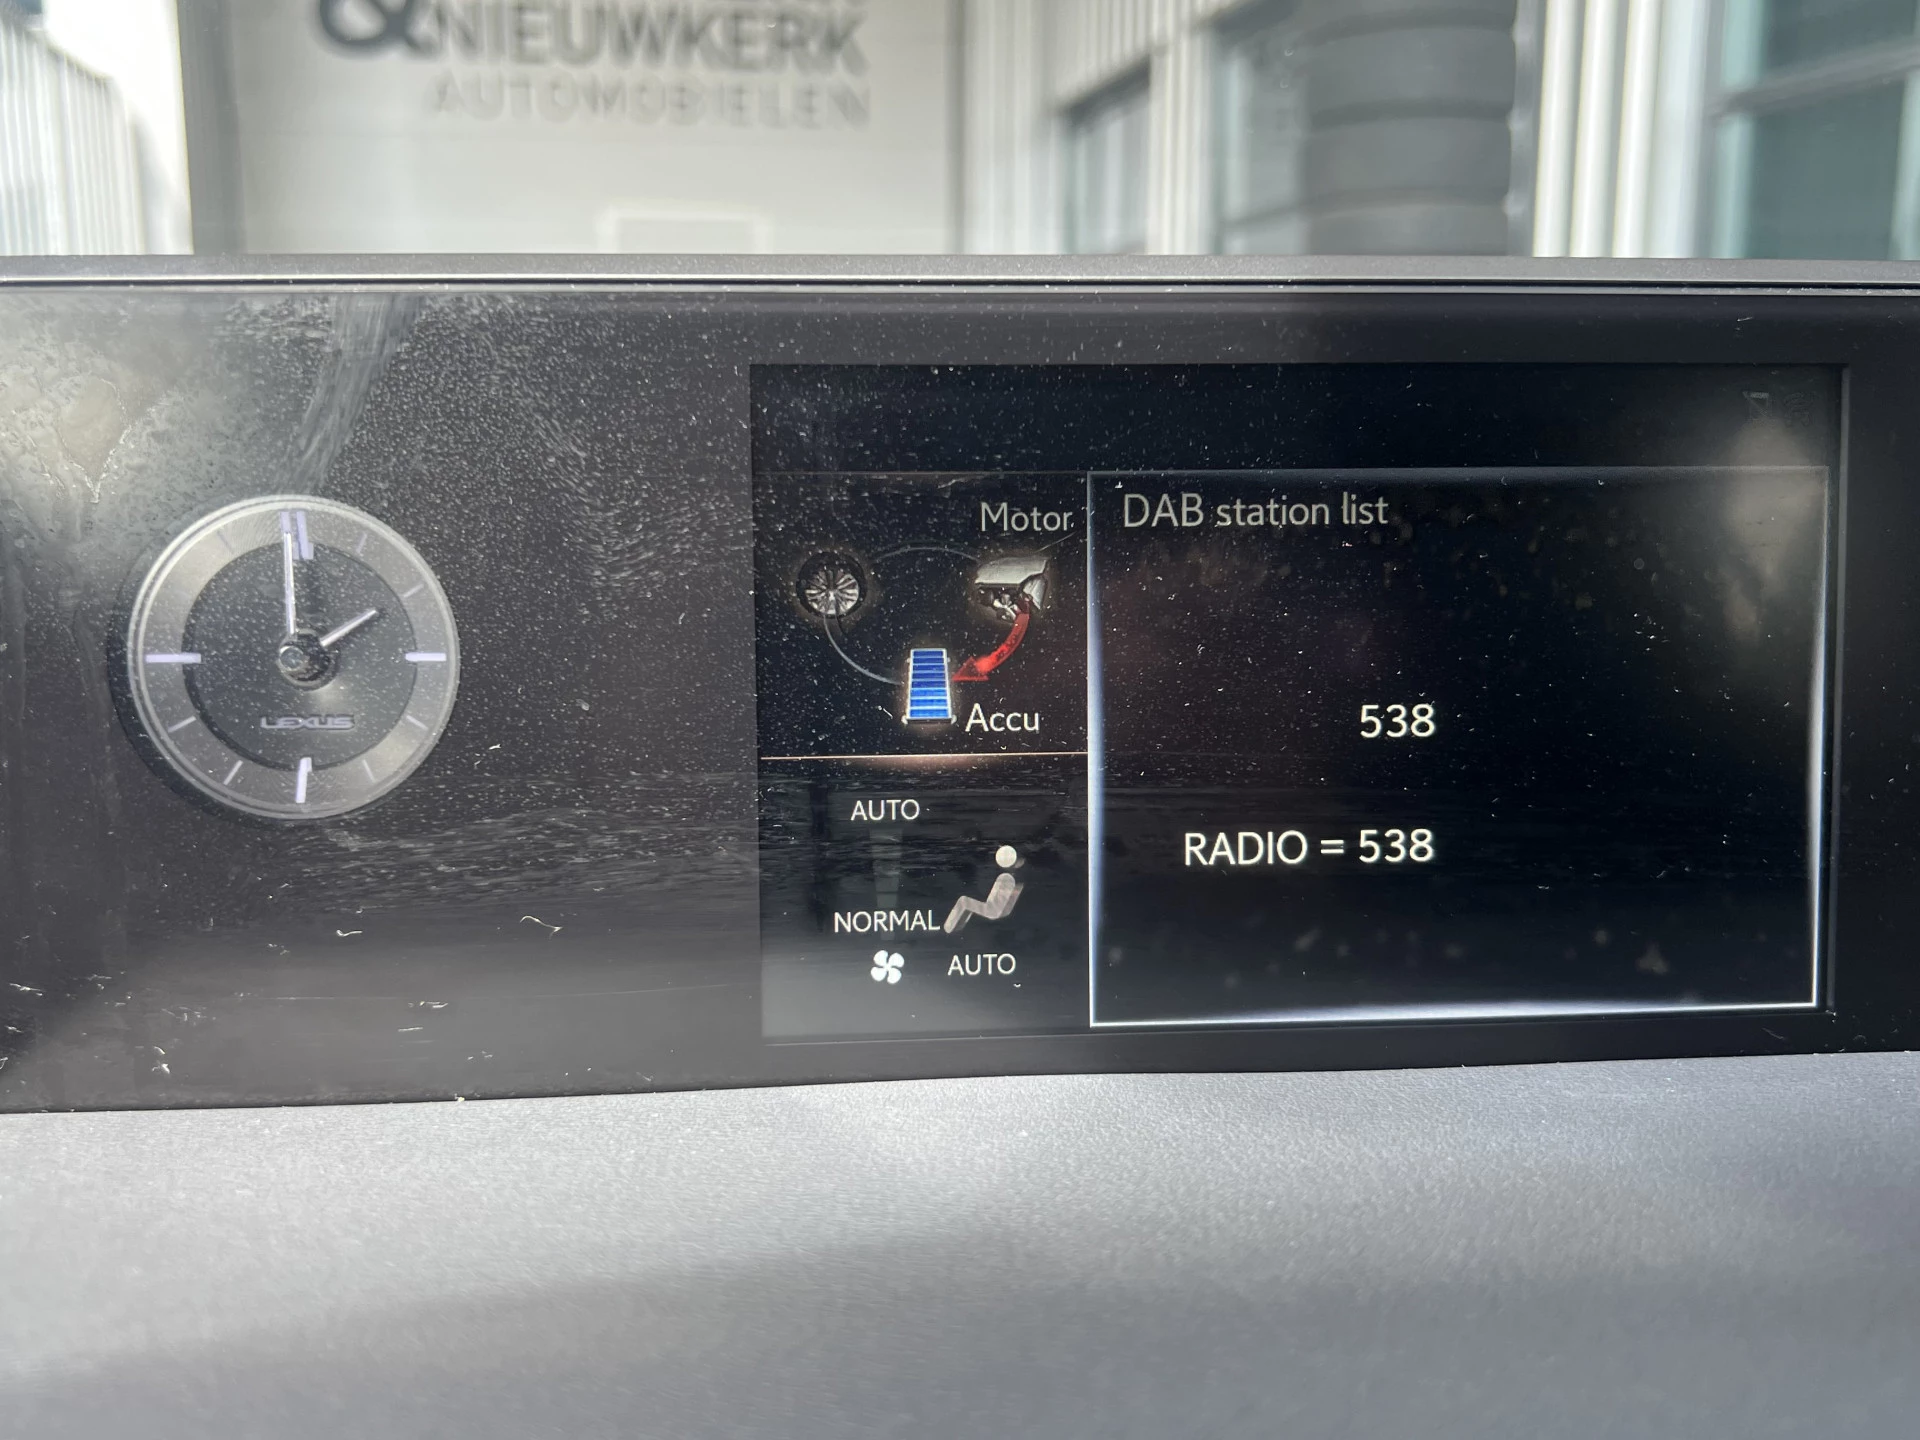 & NIEUWKERK
AUTOMOBIELEN
LEXUS
Motor
Accu
AUTO
NORMAL
AUTO
DAB station list
538
RADIO = 538